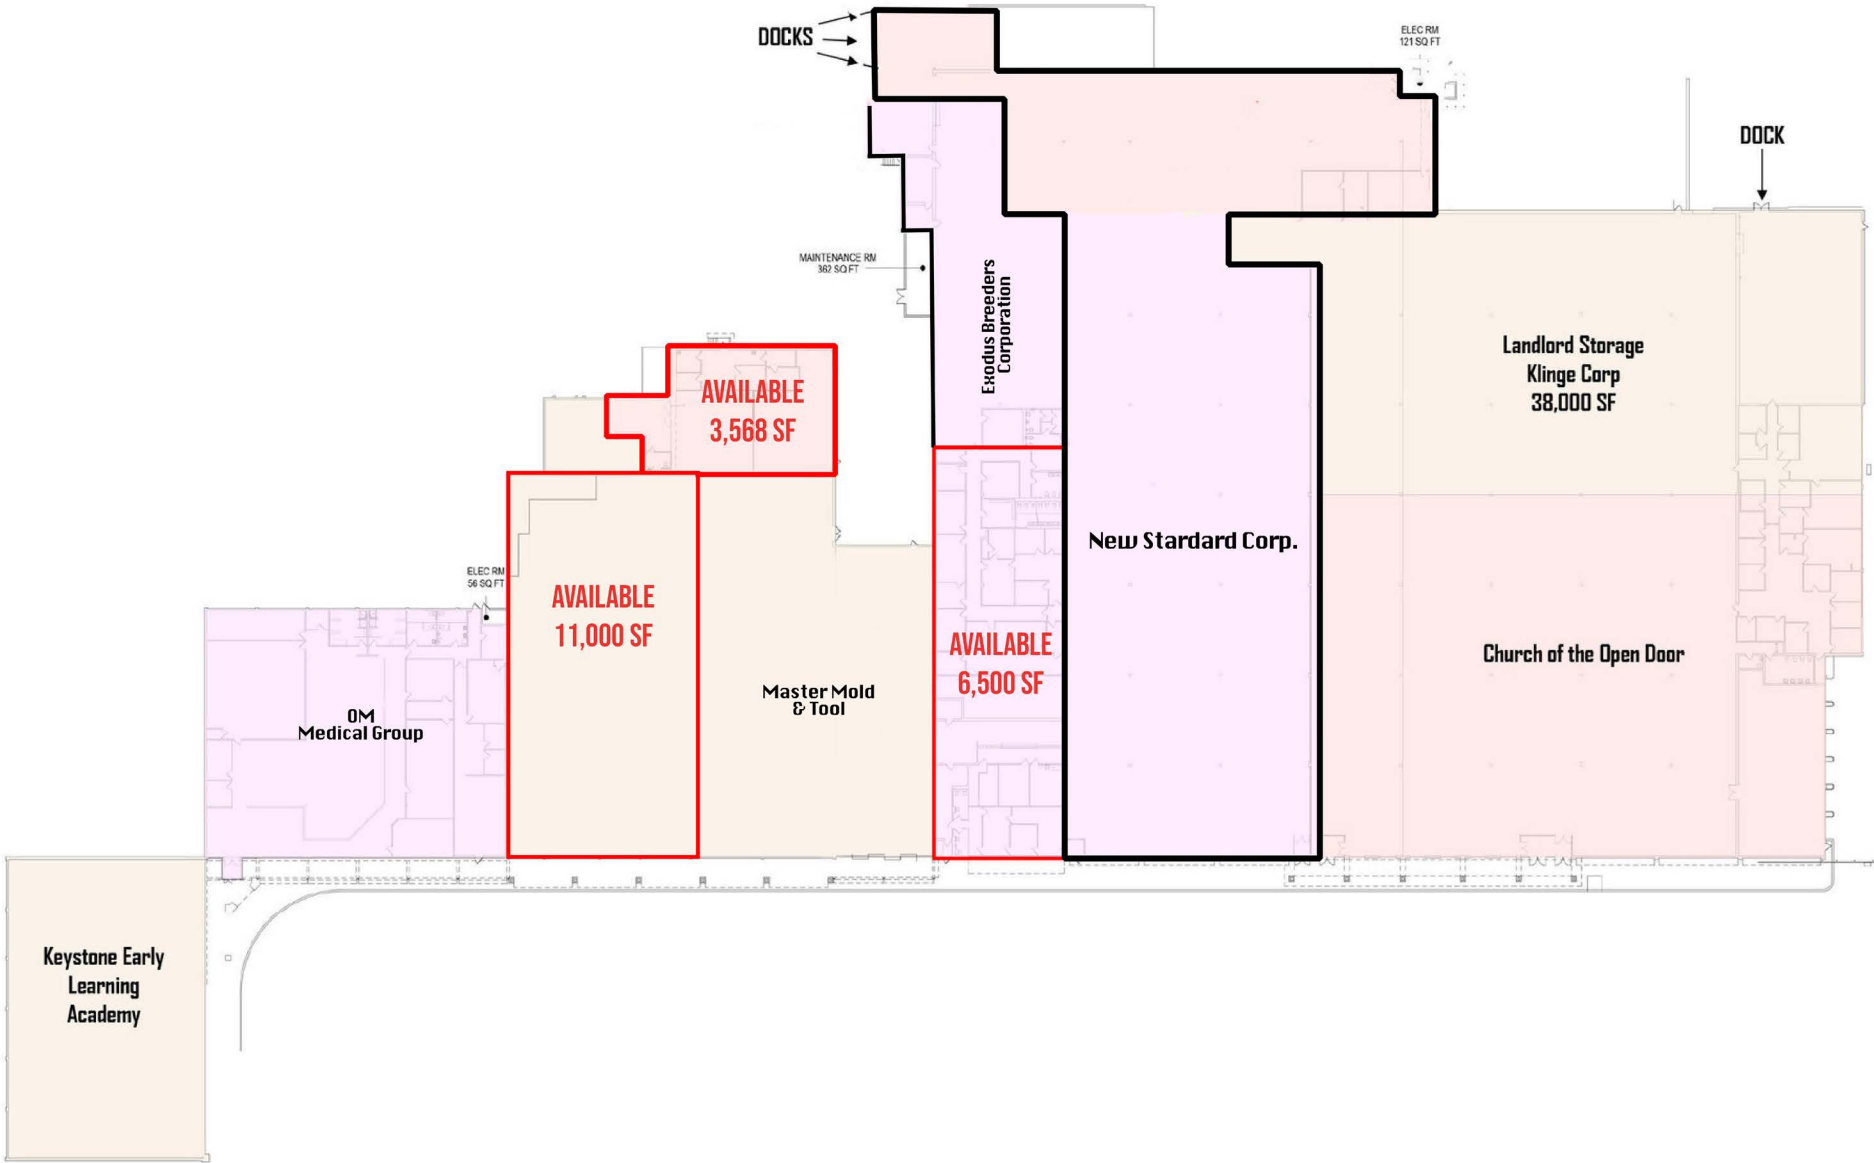 DOCKS
ELEC RM
121 SQ FT
DOCK
MAINTENANCE RM
362 SQ FT
Exodus Breeders
Corporation
Landlord Storage
Klinge Corp
38,000 SF
AVAILABLE
3,568 SF
New Stardard Corp.
ELEC RM
56 SQ FT
AVAILABLE
11,000 SF
AVAILABLE
6,500 SF
Church of the Open Door
Master Mold
& Tool
OM
Medical Group
Keystone Early
Learning
Academy